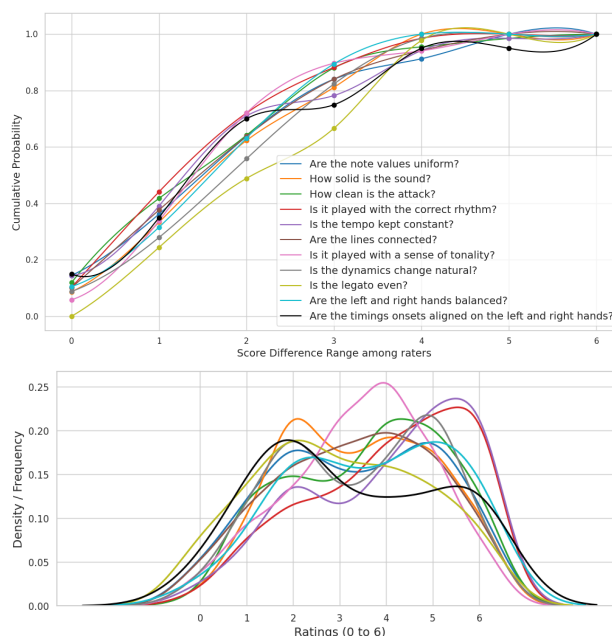 1.0
0.8
0.6
0.4
0.2
0.0
Cumulative Probability
Are the note values uniform?
How solid is the sound?
How clean is the attack?
Is it played with the correct rhythm?
Is the tempo kept constant?
Are the lines connected?
Is it played with a sense of tonality?
Is the dynamics change natural?
Is the legato even?
Are the left and right hands balanced?
Are the timings onsets aligned on the left and right hands?
0 1 2 3 4 5 6
Score Difference Range among raters
0.25
0.20
0.15
0.10
0.05
0.00
Density / Frequency
0 1 2 3 4 5 6
Ratings (0 to 6)